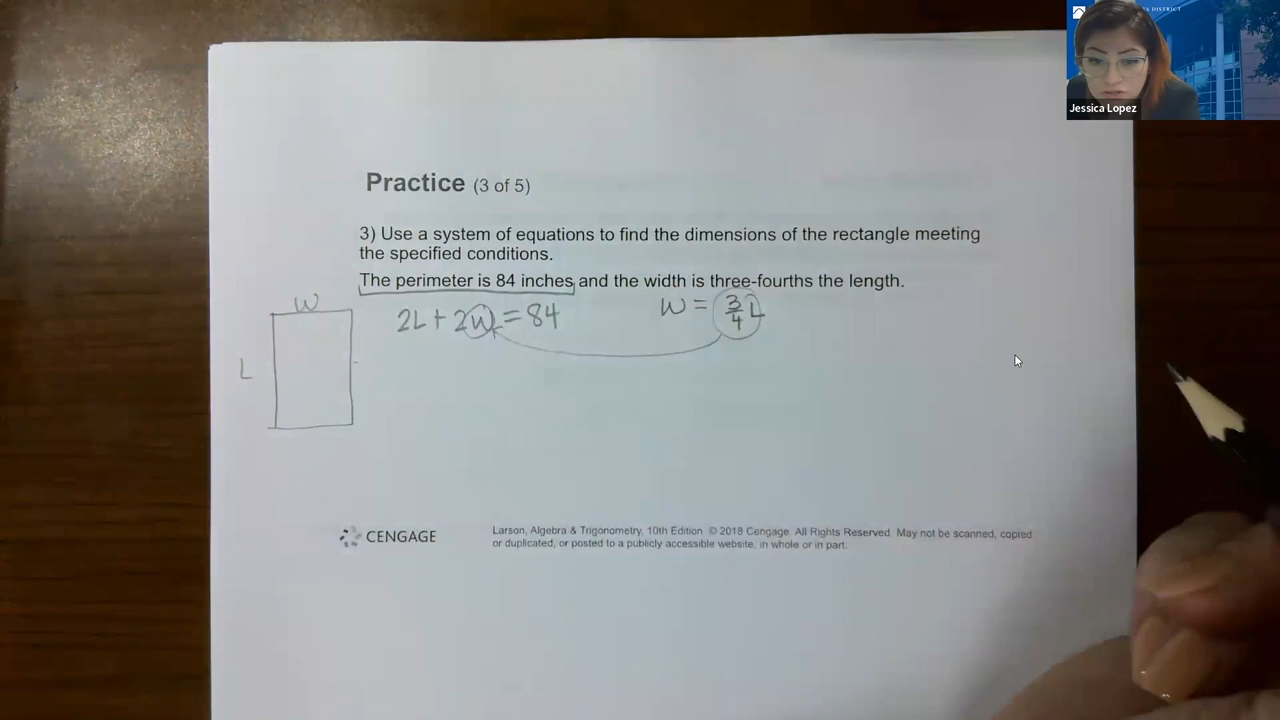 S DISTRICT
Jessica Lopez
Practice (3 of 5)
3) Use a system of equations to find the dimensions of the rectangle meeting
the specified conditions.
The perimeter is 84 inches and the width is three-fourths the length.
W
2L + 2W = 84
W = 3/4 L
L
CENGAGE
Larson, Algebra & Trigonometry, 10th Edition. © 2018 Cengage. All Rights Reserved. May not be scanned, copied
or duplicated, or posted to a publicly accessible website, in whole or in part.